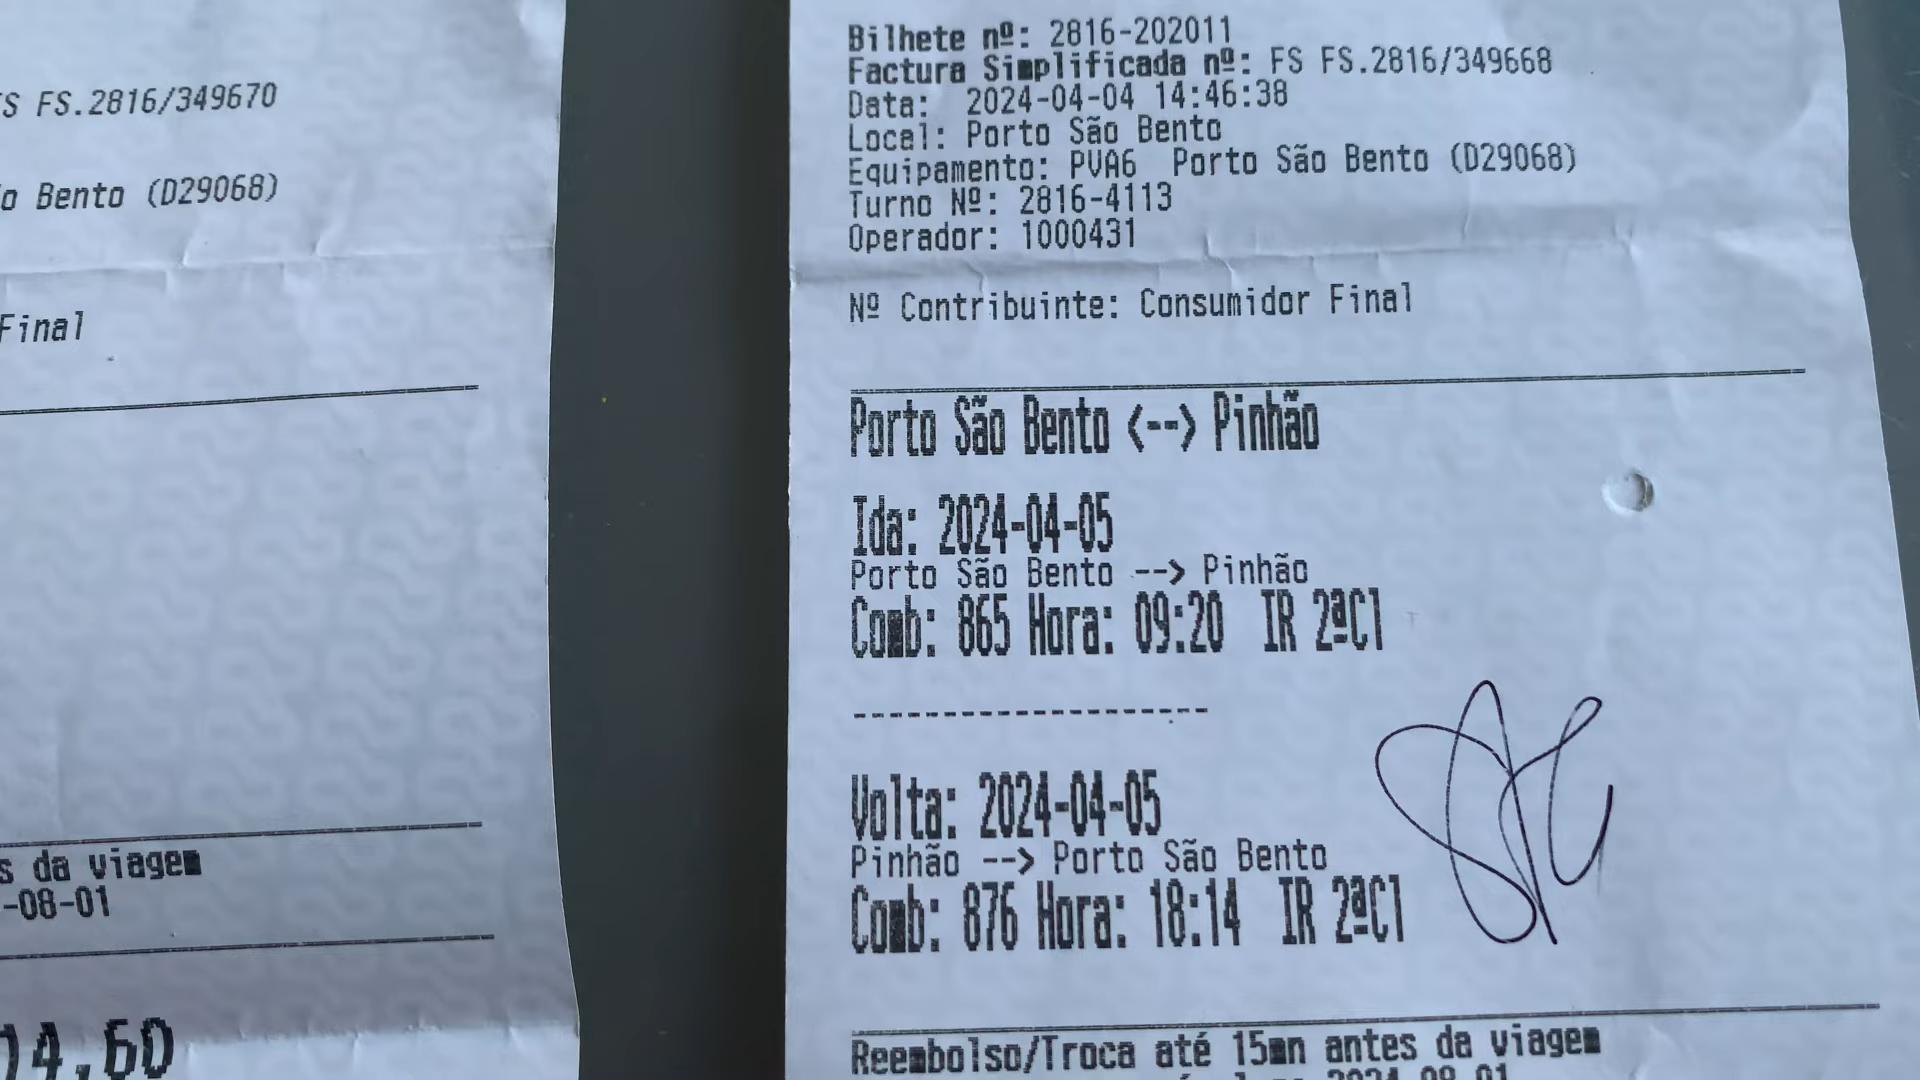 FS.2816/349670
Bento (D29068)
Final
da viagem
-08-01
14,60
Bilhete nº: 2816-202011
Factura Simplificada nº: FS FS.2816/349668
Data: 2024-04-04 14:46:38
Local: Porto São Bento
Equipamento: PVA6 Porto São Bento (D29068)
Turno Nº: 2816-4113
Operador: 1000431
Nº Contribuinte: Consumidor Final
Porto São Bento <--> Pinhão
Ida: 2024-04-05
Porto São Bento --> Pinhão
Comb: 865 Hora: 09:20 IR 2ªCl
--------------------
Volta: 2024-04-05
Pinhão --> Porto São Bento
Comb: 876 Hora: 18:14 IR 2ªCl
Reembolso/Troca até 15mn antes da viagem
2024-08-01